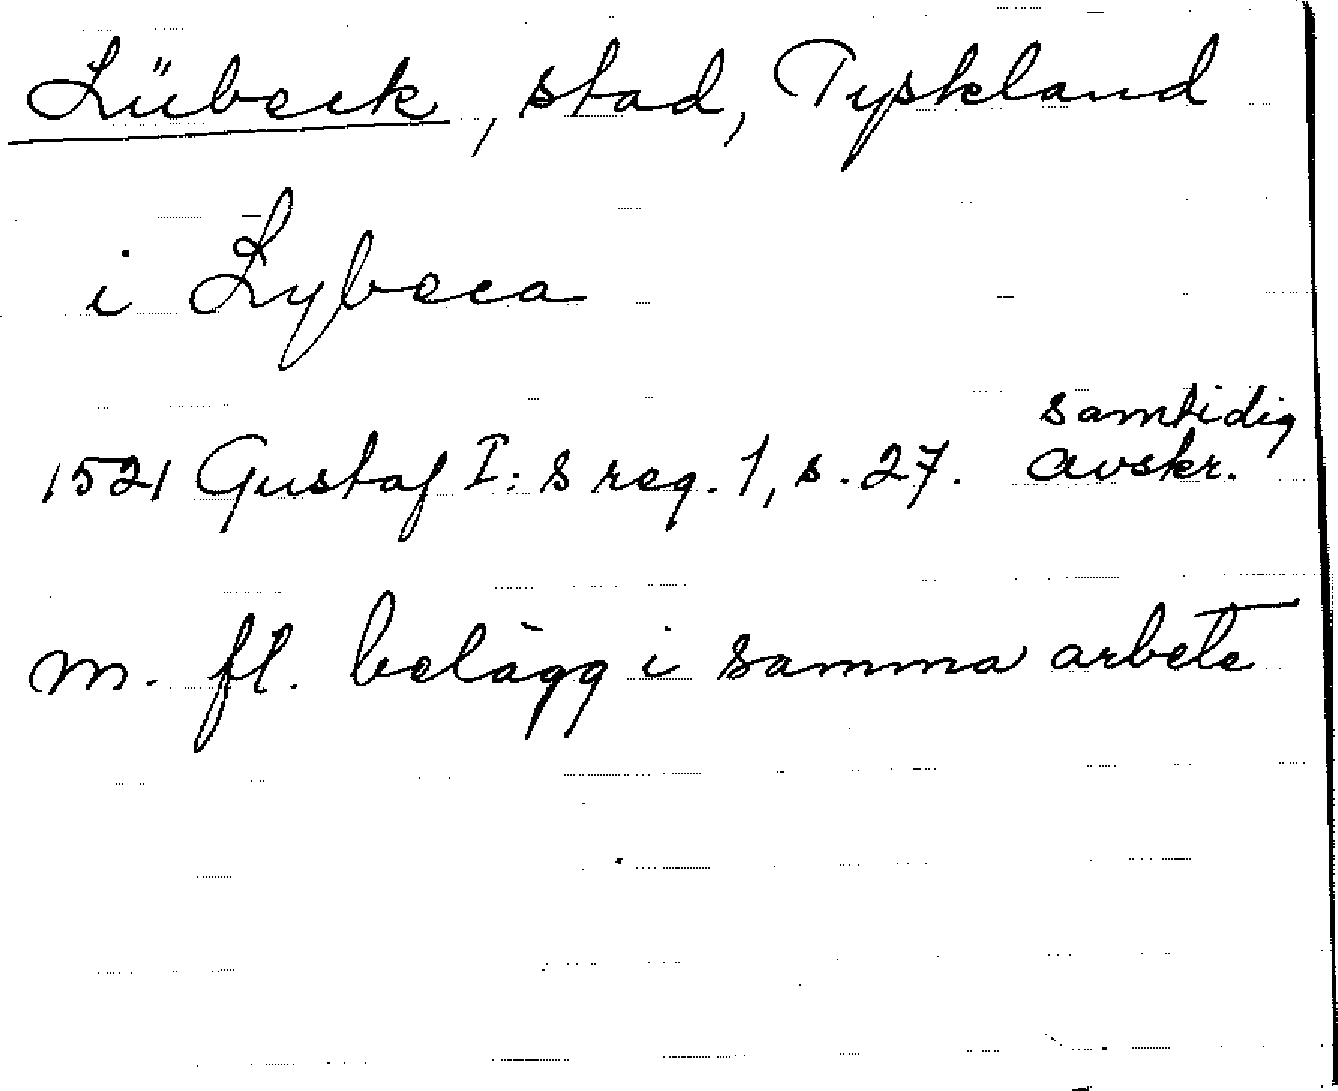 Lübeck, stad, Tyskland
i Lybeca
1521 Gustaf I:s reg. 1, s. 27. samtidig avskr.
m. fl. belägg i samma arbete